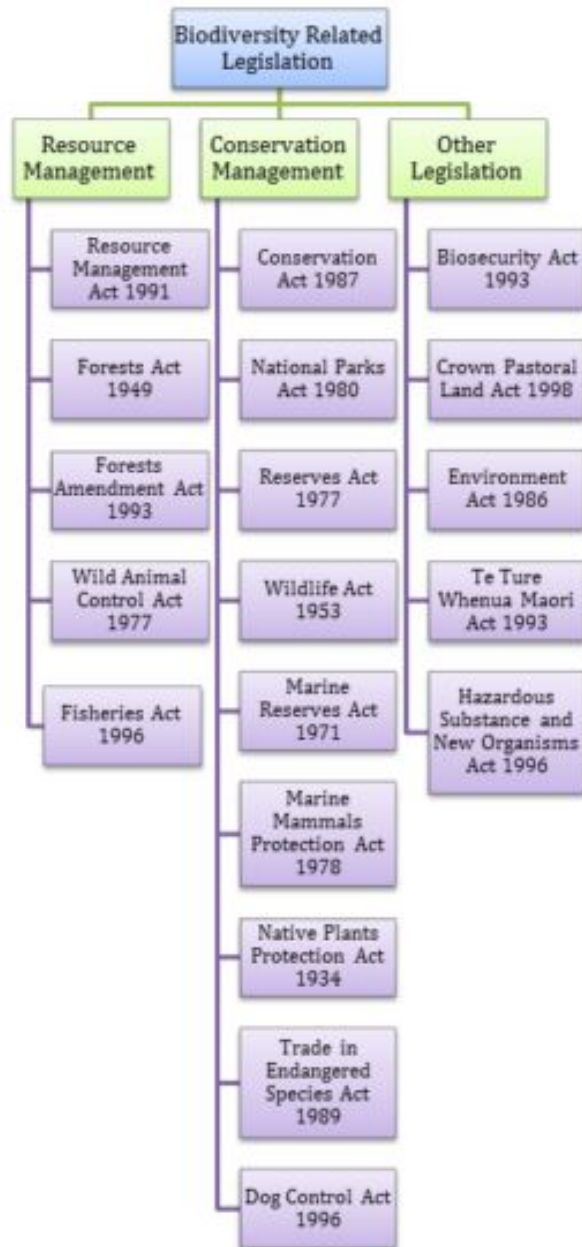 Biodiversity Related
Legislation
Resource
Management
Resource
Management
Act 1991
Forests Act
1949
Forests
Amendment Act
1993
Wild Animal
Control Act
1977
Fisheries Act
1996
Conservation
Management
Conservation
Act 1987
National Parks
Act 1980
Reserves Act
1977
Wildlife Act
1953
Marine
Reserves Act
1971
Marine
Mammals
Protection Act
1978
Native Plants
Protection Act
1934
Trade in
Endangered
Species Act
1989
Dog Control Act
1996
Other
Legislation
Biosecurity Act
1993
Crown Pastoral
Land Act 1998
Environment
Act 1986
Te Ture
Whenua Maori
Act 1993
Hazardous
Substance and
New Organisms
Act 1996